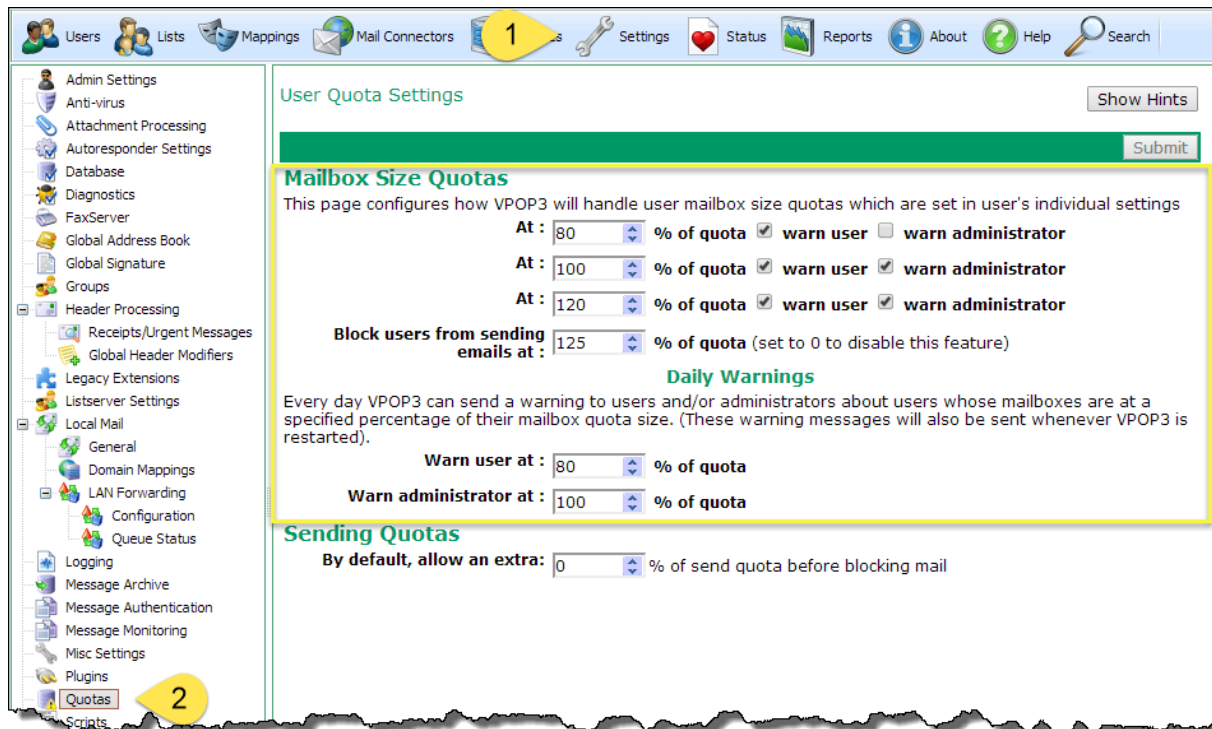 Users Lists Mappings Mail Connectors 1 Settings Status Reports About Help Search
Admin Settings
Anti-virus
Attachment Processing
Autoresponder Settings
Database
Diagnostics
FaxServer
Global Address Book
Global Signature
Groups
Header Processing
Receipts/Urgent Messages
Global Header Modifiers
Legacy Extensions
Listserver Settings
Local Mail
General
Domain Mappings
LAN Forwarding
Configuration
Queue Status
Logging
Message Archive
Message Authentication
Message Monitoring
Misc Settings
Plugins
Quotas 2
Scripts
User Quota Settings
Show Hints
Submit
Mailbox Size Quotas
This page configures how VPOP3 will handle user mailbox size quotas which are set in user's individual settings
At : 80 % of quota warn user warn administrator
At : 100 % of quota warn user warn administrator
At : 120 % of quota warn user warn administrator
Block users from sending
emails at : 125 % of quota (set to 0 to disable this feature)
Daily Warnings
Every day VPOP3 can send a warning to users and/or administrators about users whose mailboxes are at a
specified percentage of their mailbox quota size. (These warning messages will also be sent whenever VPOP3 is
restarted).
Warn user at : 80 % of quota
Warn administrator at : 100 % of quota
Sending Quotas
By default, allow an extra: 0 % of send quota before blocking mail